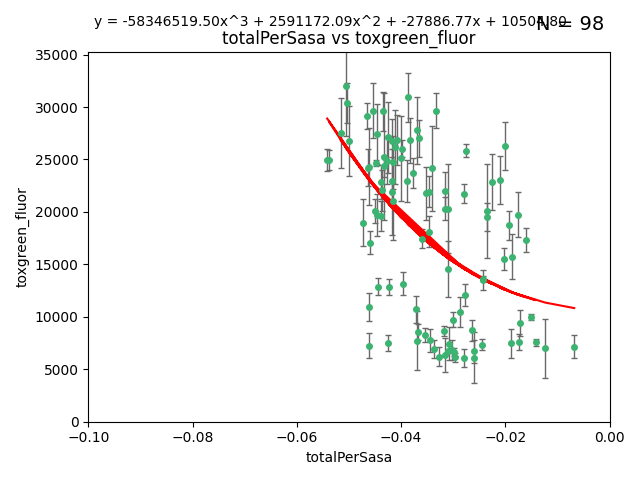 y = -58346519.50x^3 + 2591172.09x^2 + -27886.77x + 10504.80
N = 98
totalPerSasa vs toxgreen_fluor
35000
30000
25000
20000
15000
10000
5000
0
toxgreen_fluor
−0.10 −0.08 −0.06 −0.04 −0.02 0.00
totalPerSasa